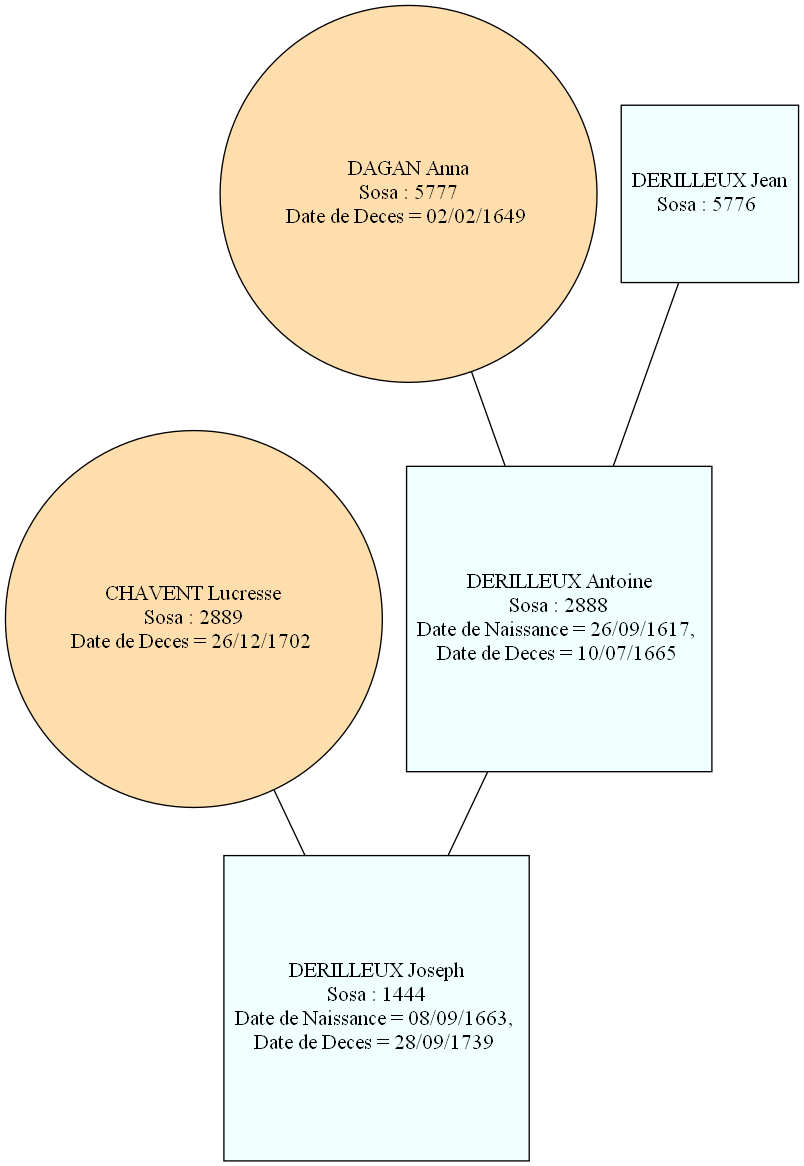 DAGAN Anna
Sosa : 5777
Date de Deces = 02/02/1649
DERILLEUX Jean
Sosa : 5776
CHAVENT Lucresse
Sosa : 2889
Date de Deces = 26/12/1702
DERILLEUX Antoine
Sosa : 2888
Date de Naissance = 26/09/1617,
Date de Deces = 10/07/1665
DERILLEUX Joseph
Sosa : 1444
Date de Naissance = 08/09/1663,
Date de Deces = 28/09/1739